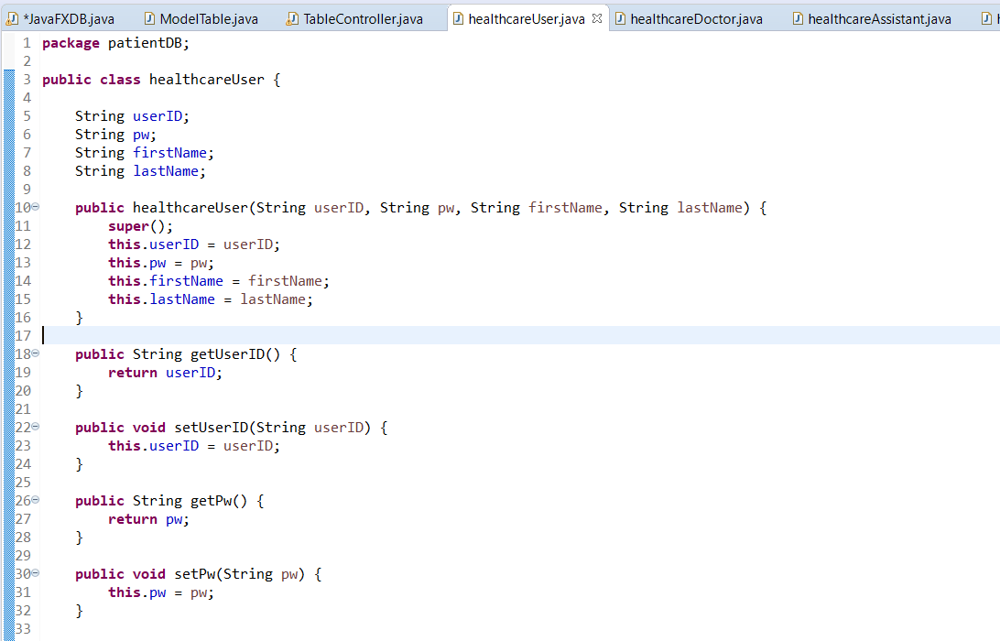 *JavaFXDB.java ModelTable.java TableController.java healthcareUser.java healthcareDoctor.java healthcareAssistant.java
1 package patientDB;
2
3 public class healthcareUser {
4
5     String userID;
6     String pw;
7     String firstName;
8     String lastName;
9
10     public healthcareUser(String userID, String pw, String firstName, String lastName) {
11         super();
12         this.userID = userID;
13         this.pw = pw;
14         this.firstName = firstName;
15         this.lastName = lastName;
16     }
17
18     public String getUserID() {
19         return userID;
20     }
21
22     public void setUserID(String userID) {
23         this.userID = userID;
24     }
25
26     public String getPw() {
27         return pw;
28     }
29
30     public void setPw(String pw) {
31         this.pw = pw;
32     }
33